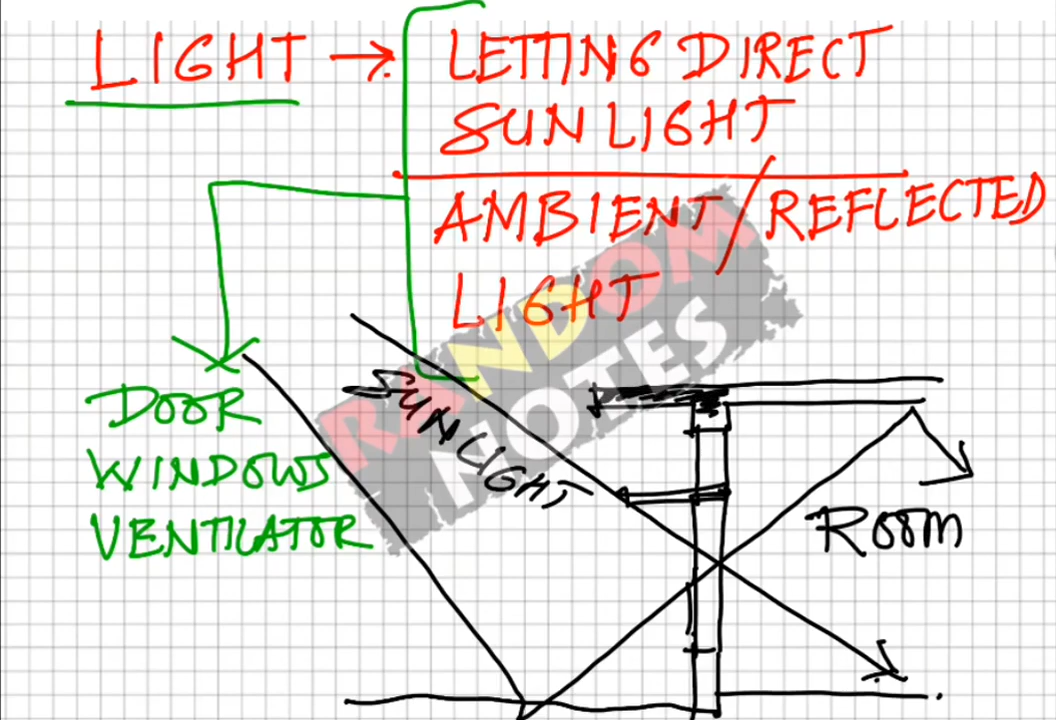 LIGHT → LETTING DIRECT
SUNLIGHT
AMBIENT / REFLECTED
LIGHT
DOOR
WINDOWS
VENTILATOR
SUNLIGHT
ROOM
RANDOM
NOTES